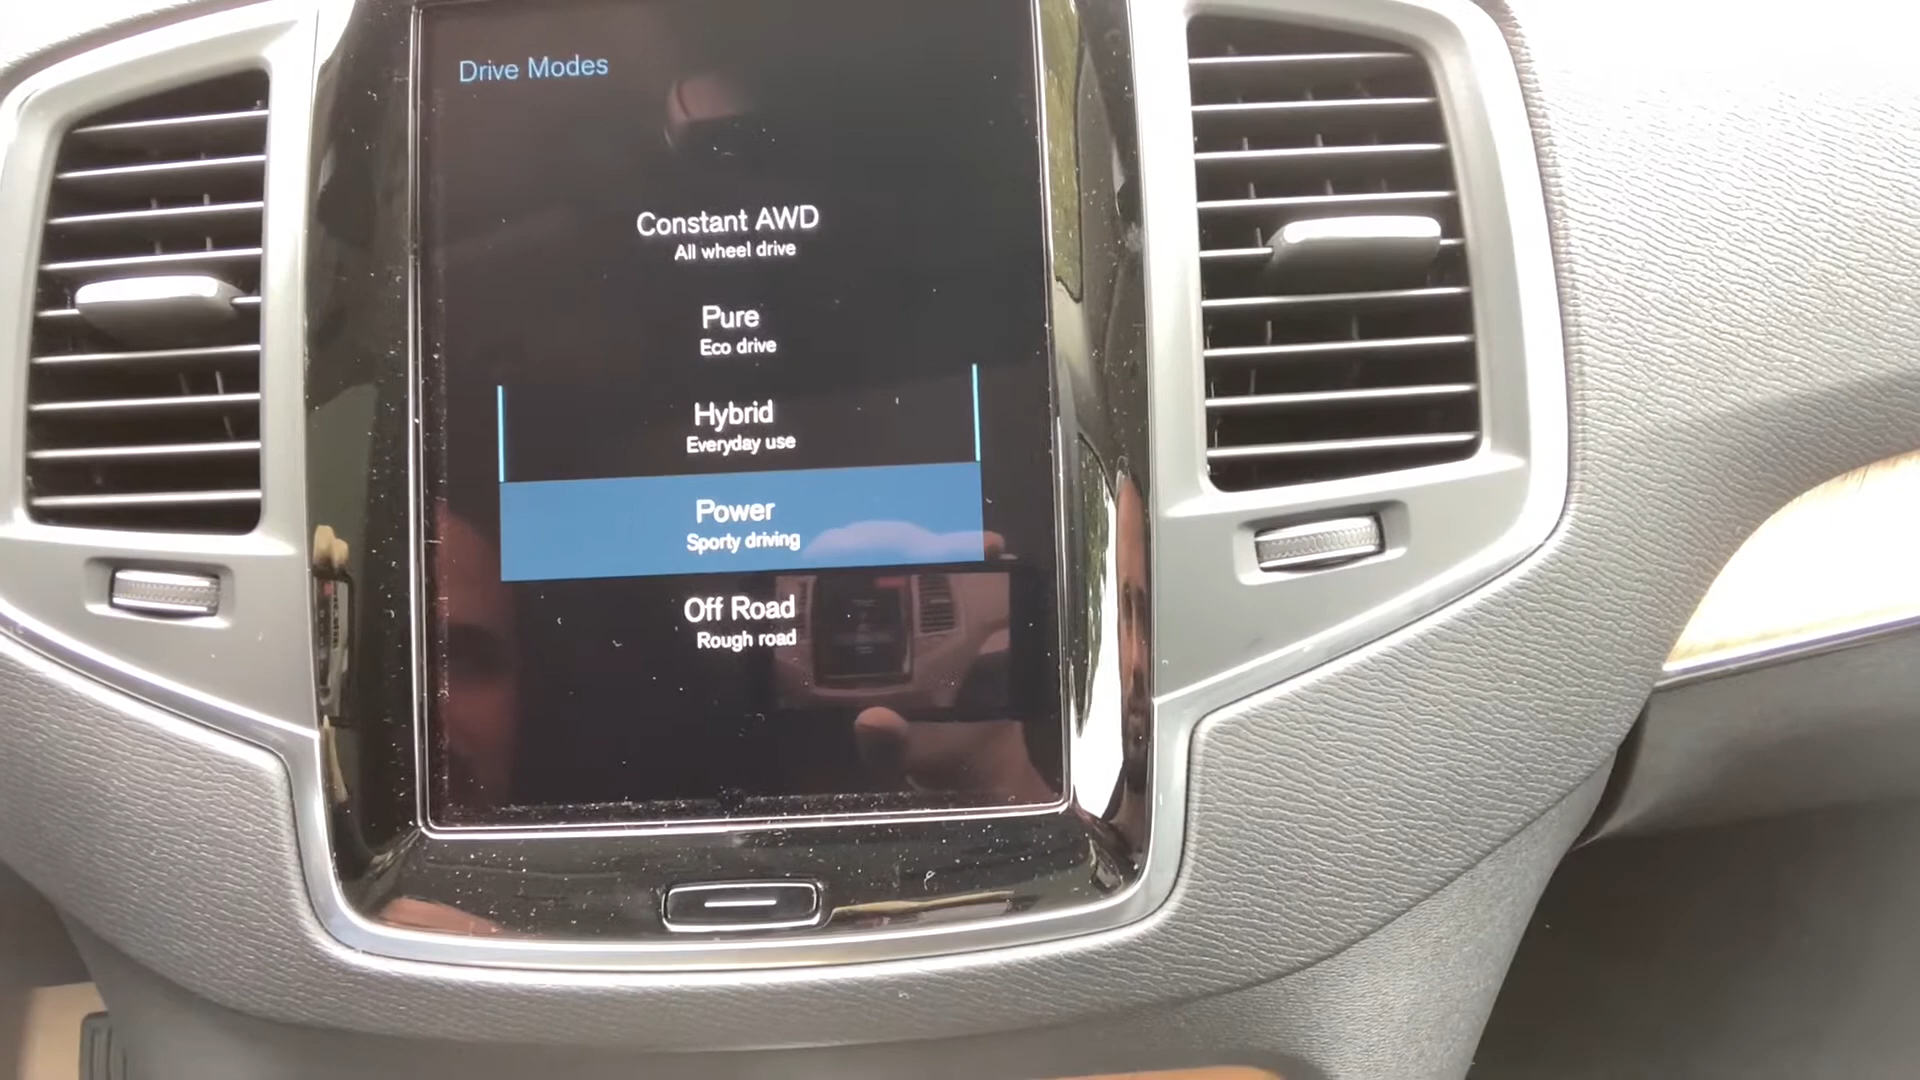 Drive Modes
Constant AWD
All wheel drive
Pure
Eco drive
Hybrid
Everyday use
Power
Sporty driving
Off Road
Rough road